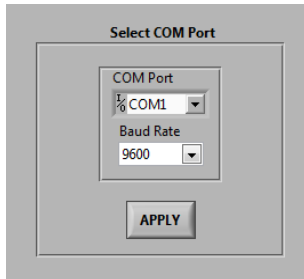 Select COM Port
COM Port
I/O COM1
Baud Rate
9600
APPLY